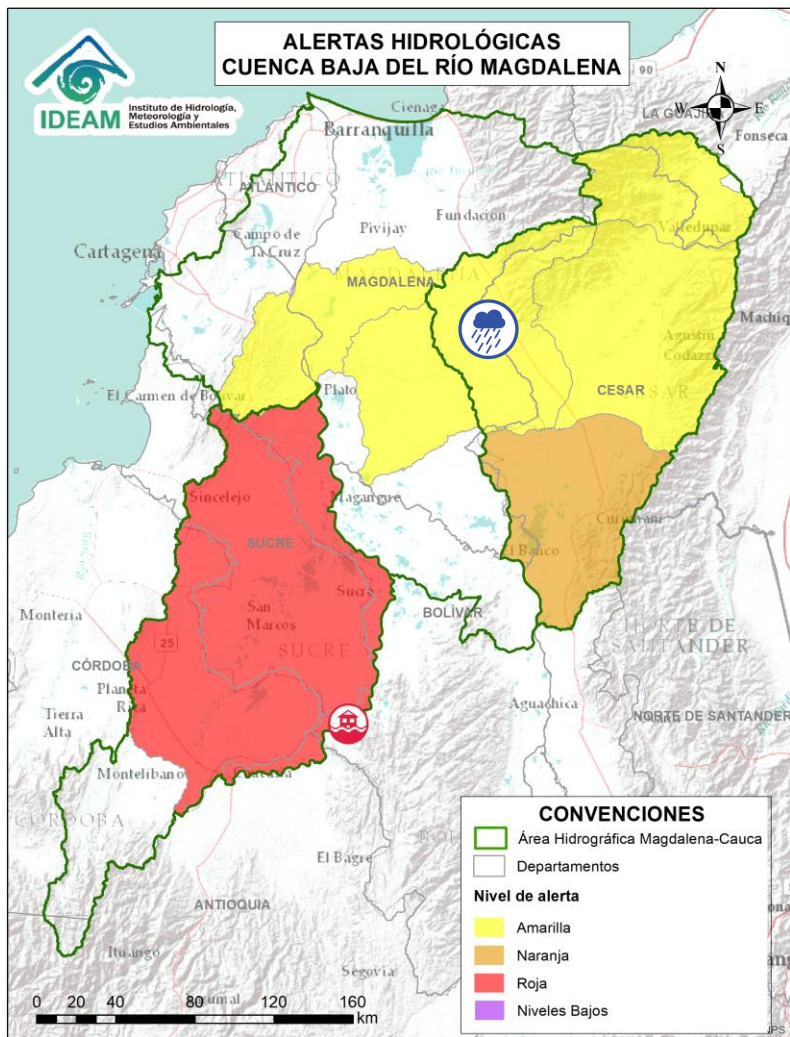 ALERTAS HIDROLÓGICAS
CUENCA BAJA DEL RÍO MAGDALENA
IDEAM
Instituto de Hidrología,
Meteorología y
Estudios Ambientales
N
W
E
S
90
LA GUAJIRA
Fonseca
Ciénaga
Barranquilla
ATLÁNTICO
Fundación
Pivijay
Valledupar
Campo de
La Cruz
Cartagena
MAGDALENA
Agustín
Codazzi
CESAR
Plato
El Carmen de Bolívar
Sincelejo
Magangué
SUCRE
El Banco
Sucre
BOLÍVAR
San
Marcos
SUCRE
Montería
25
CÓRDOBA
Planeta
Rica
NORTE DE
SANTANDER
Aguachica
NORTE DE SANTANDER
Tierra
Alta
Montelíbano
El Bagre
ANTIOQUIA
Ituango
Segovia
0 20 40 80 120 160
km
CONVENCIONES
Área Hidrográfica Magdalena-Cauca
Departamentos
Nivel de alerta
Amarilla
Naranja
Roja
Niveles Bajos